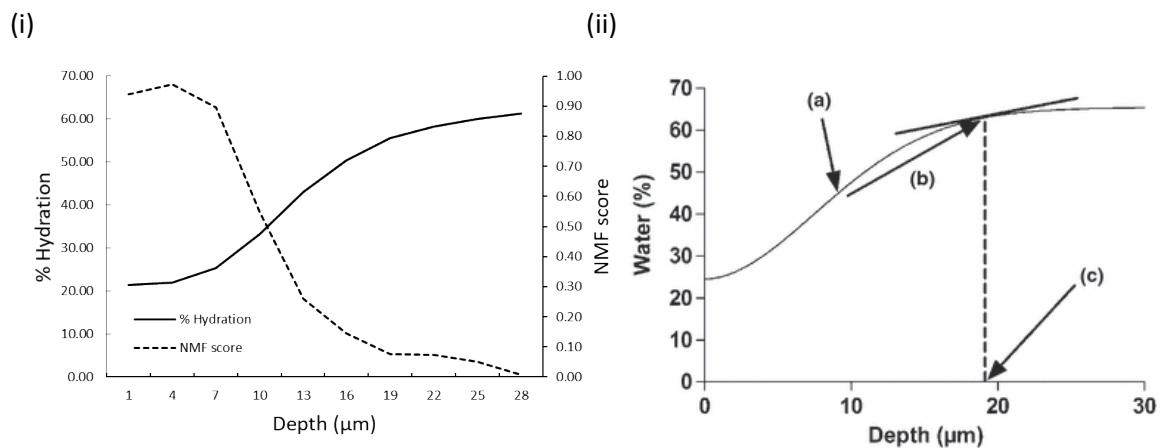 (i)
(ii)
% Hydration
70.00
60.00
50.00
40.00
30.00
20.00
10.00
0.00
% Hydration
NMF score
1 4 7 10 13 16 19 22 25 28
Depth (µm)
1.00
0.90
0.80
0.70
0.60
0.50
0.40
0.30
0.20
0.10
0.00
NMF score
Water (%)
70
60
50
40
30
20
10
0
(a)
(b)
(c)
0 10 20 30
Depth (µm)